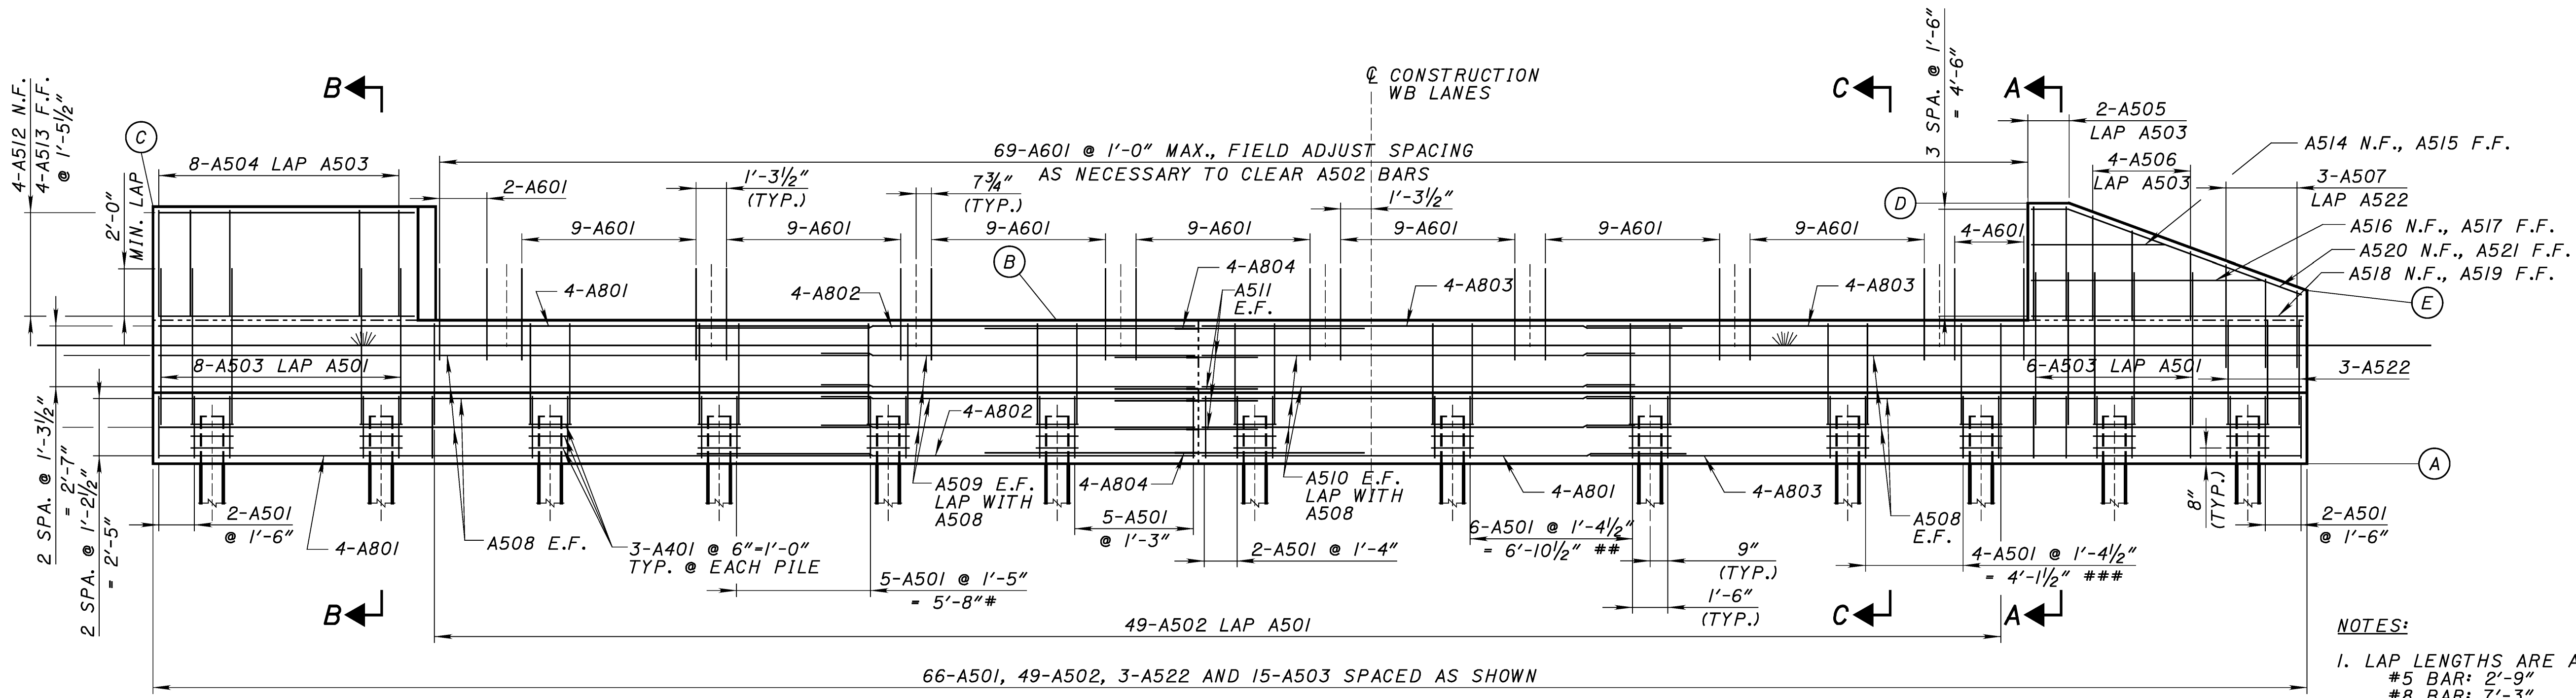 4-A512 N.F.
4-A513 F.F.
@ 1'-5½"
2'-0"
MIN. LAP
C
8-A504 LAP A503
B
69-A601 @ 1'-0" MAX., FIELD ADJUST SPACING
AS NECESSARY TO CLEAR A502 BARS
℄ CONSTRUCTION
WB LANES
C
3 SPA. @ 1'-6"
= 4'-6"
A
2-A505
LAP A503
4-A506
LAP A503
A514 N.F., A515 F.F.
3-A507
LAP A522
A516 N.F., A517 F.F.
A520 N.F., A521 F.F.
A518 N.F., A519 F.F.
2-A601
1'-3½"
(TYP.)
7¾"
(TYP.)
1'-3½"
9-A601
9-A601
9-A601
9-A601
9-A601
9-A601
9-A601
4-A601
D
B
E
4-A801
4-A802
4-A804
A511
E.F.
4-A803
4-A803
8-A503 LAP A501
6-A503 LAP A501
3-A522
2 SPA. @ 1'-3½"
= 2'-7"
2 SPA. @ 1'-2½"
= 2'-5"
4-A802
A
2-A501
@ 1'-6"
4-A801
A508 E.F.
3-A401 @ 6"=1'-0"
TYP. @ EACH PILE
5-A501 @ 1'-5"
= 5'-8"#
A509 E.F.
LAP WITH
A508
4-A804
5-A501
@ 1'-3"
2-A501 @ 1'-4"
A510 E.F.
LAP WITH
A508
4-A801
6-A501 @ 1'-4½"
= 6'-10½" ##
4-A803
9"
(TYP.)
1'-6"
(TYP.)
A508
E.F.
4-A501 @ 1'-4½"
= 4'-1½" ###
8"
(TYP.)
2-A501
@ 1'-6"
B
C
A
49-A502 LAP A501
66-A501, 49-A502, 3-A522 AND 15-A503 SPACED AS SHOWN
NOTES:
1. LAP LENGTHS ARE A
#5 BAR: 2'-9"
#8 BAR: 7'-3"